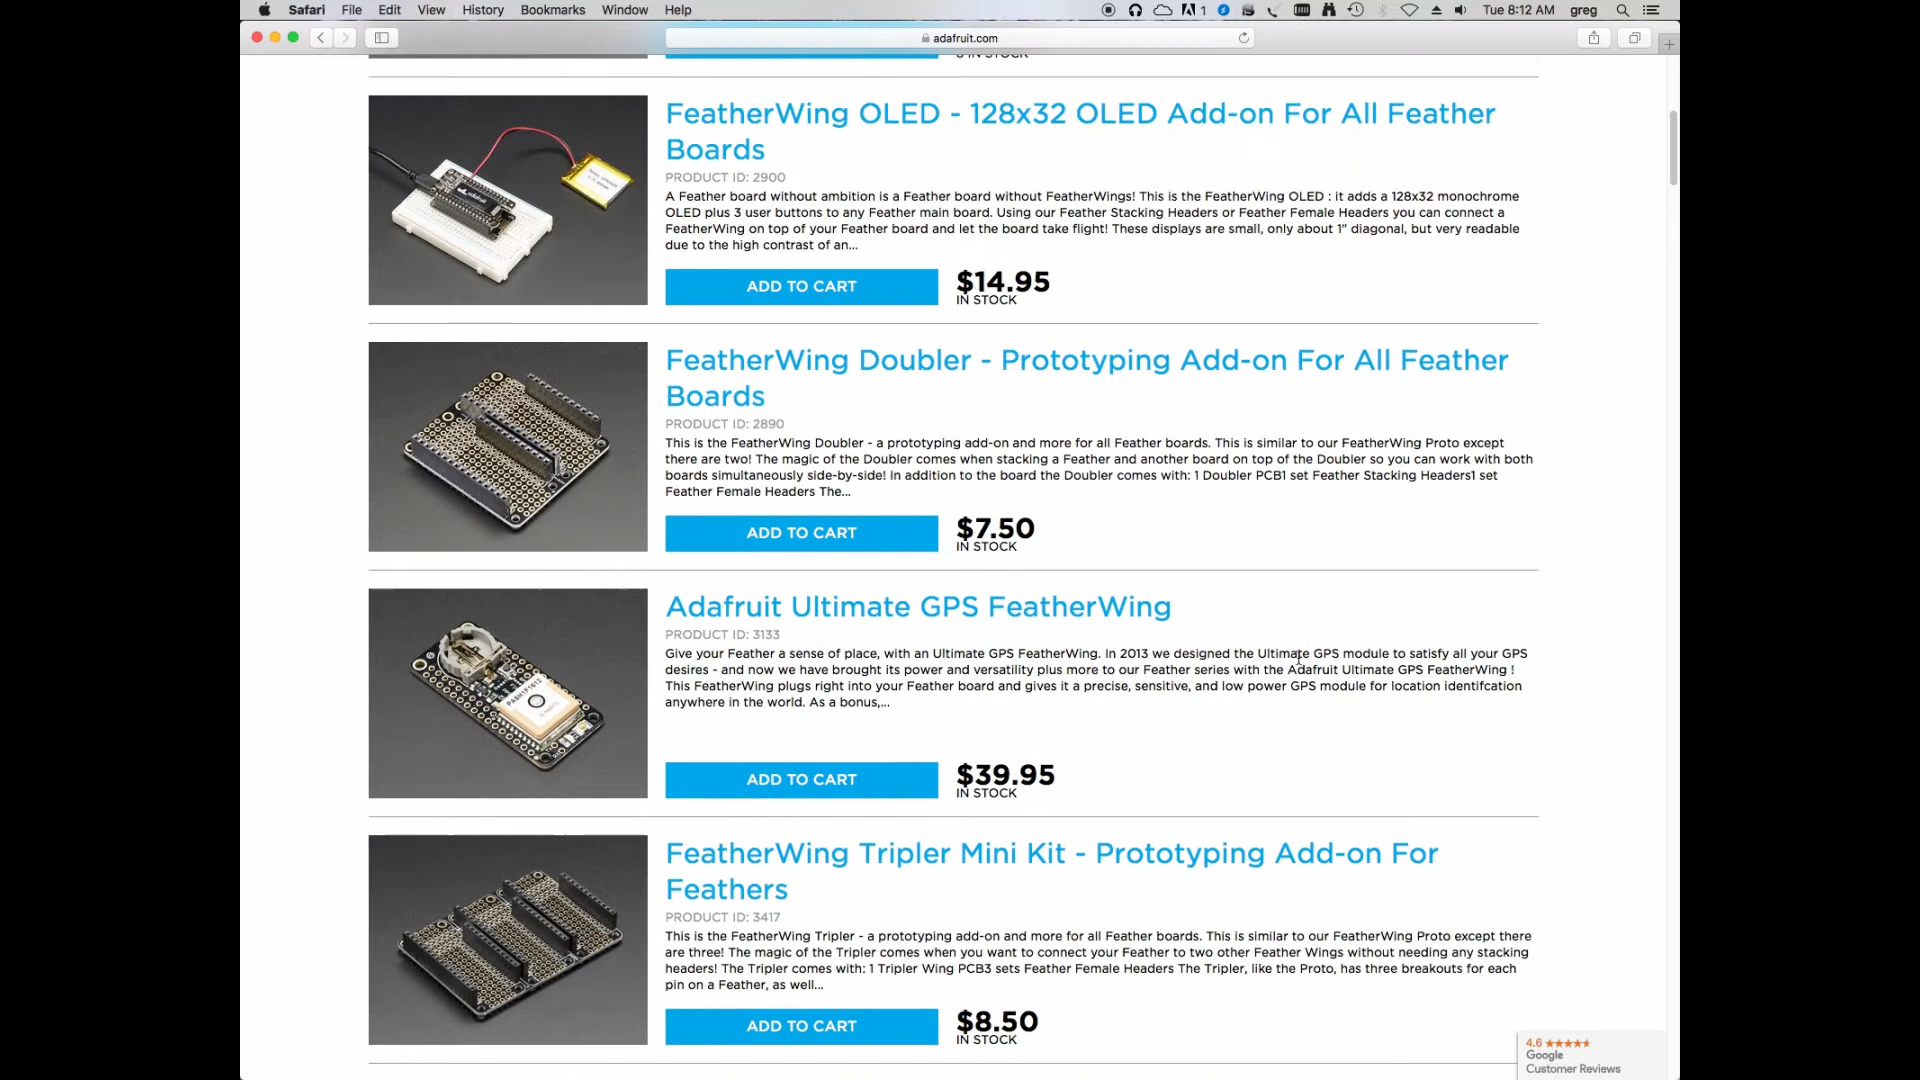 Safari File Edit View History Bookmarks Window Help
1 Tue 8:12 AM greg
adafruit.com
FeatherWing OLED - 128x32 OLED Add-on For All Feather
Boards
PRODUCT ID: 2900
A Feather board without ambition is a Feather board without FeatherWings! This is the FeatherWing OLED : it adds a 128x32 monochrome
OLED plus 3 user buttons to any Feather main board. Using our Feather Stacking Headers or Feather Female Headers you can connect a
FeatherWing on top of your Feather board and let the board take flight! These displays are small, only about 1" diagonal, but very readable
due to the high contrast of an...
ADD TO CART
$14.95
IN STOCK
FeatherWing Doubler - Prototyping Add-on For All Feather
Boards
PRODUCT ID: 2890
This is the FeatherWing Doubler - a prototyping add-on and more for all Feather boards. This is similar to our FeatherWing Proto except
there are two! The magic of the Doubler comes when stacking a Feather and another board on top of the Doubler so you can work with both
boards simultaneously side-by-side! In addition to the board the Doubler comes with: 1 Doubler PCB1 set Feather Stacking Headers1 set
Feather Female Headers The...
ADD TO CART
$7.50
IN STOCK
Adafruit Ultimate GPS FeatherWing
PRODUCT ID: 3133
Give your Feather a sense of place, with an Ultimate GPS FeatherWing. In 2013 we designed the Ultimate GPS module to satisfy all your GPS
desires - and now we have brought its power and versatility plus more to our Feather series with the Adafruit Ultimate GPS FeatherWing !
This FeatherWing plugs right into your Feather board and gives it a precise, sensitive, and low power GPS module for location identifcation
anywhere in the world. As a bonus,...
ADD TO CART
$39.95
IN STOCK
FeatherWing Tripler Mini Kit - Prototyping Add-on For
Feathers
PRODUCT ID: 3417
This is the FeatherWing Tripler - a prototyping add-on and more for all Feather boards. This is similar to our FeatherWing Proto except there
are three! The magic of the Tripler comes when you want to connect your Feather to two other Feather Wings without needing any stacking
headers! The Tripler comes with: 1 Tripler Wing PCB3 sets Feather Female Headers The Tripler, like the Proto, has three breakouts for each
pin on a Feather, as well...
ADD TO CART
$8.50
IN STOCK
4.6
Google
Customer Reviews